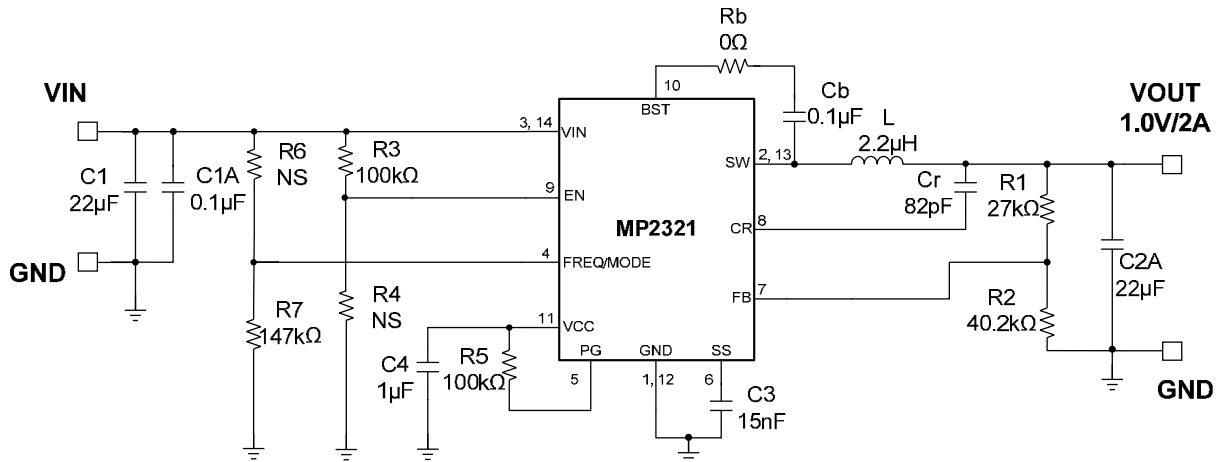 Rb
0Ω
10
BST
VIN
3, 14
VIN
Cb
0.1µF
L
2.2µH
VOUT
1.0V/2A
SW
2, 13
R6
NS
R3
100kΩ
C1
22µF
C1A
0.1µF
9
EN
Cr
82pF
R1
27kΩ
MP2321
CR
8
GND
4
FREQ/MODE
C2A
22µF
FB
7
R2
40.2kΩ
R7
147kΩ
R4
NS
11
VCC
C4
1µF
R5
100kΩ
PG
5
GND
1, 12
SS
6
C3
15nF
GND